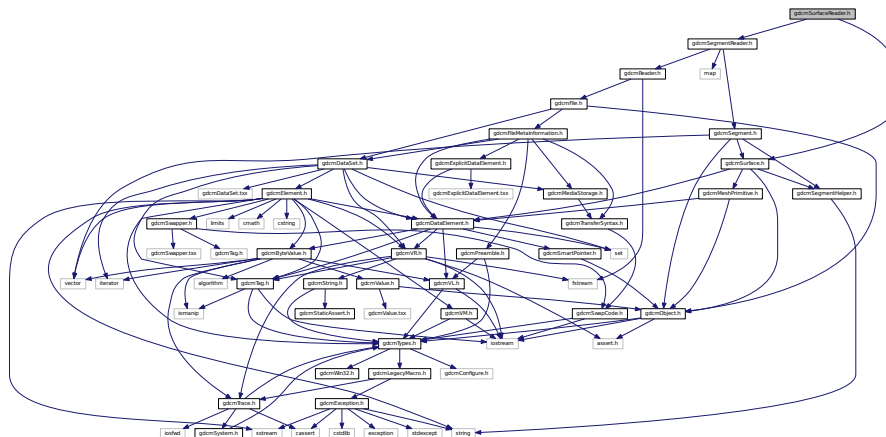 gdcmSurfaceReader.h
gdcmSegmentReader.h
gdcmReader.h
map
gdcmFile.h
gdcmFileMetaInformation.h
gdcmSegment.h
gdcmDataSet.h
gdcmExplicitDataElement.h
gdcmSurface.h
gdcmDataSet.txx
gdcmElement.h
gdcmExplicitDataElement.txx
gdcmMediaStorage.h
gdcmMeshPrimitive.h
gdcmSegmentHelper.h
gdcmSwapper.h
limits
cmath
cstring
gdcmDataElement.h
gdcmTransferSyntax.h
gdcmSwapper.txx
gdcmTag.h
gdcmByteValue.h
gdcmVR.h
gdcmPreamble.h
gdcmSmartPointer.h
set
vector
iterator
algorithm
gdcmTag.h
gdcmString.h
gdcmValue.h
gdcmVL.h
fstream
iomanip
gdcmStaticAssert.h
gdcmValue.txx
gdcmVM.h
gdcmSwapCode.h
gdcmObject.h
gdcmTypes.h
iostream
assert.h
gdcmWin32.h
gdcmLegacyMacro.h
gdcmConfigure.h
gdcmTrace.h
gdcmException.h
iosfwd
gdcmSystem.h
sstream
cassert
cstdlib
exception
stdexcept
string